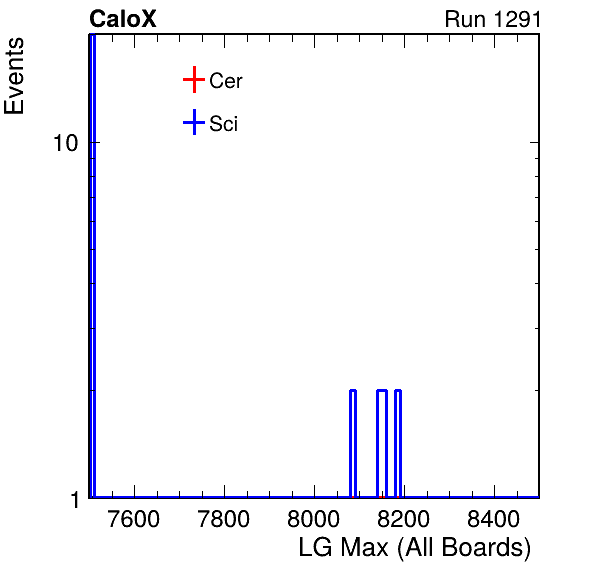 CaloX Run 1291
Events
Cer
Sci
10
1
7600 7800 8000 8200 8400
LG Max (All Boards)